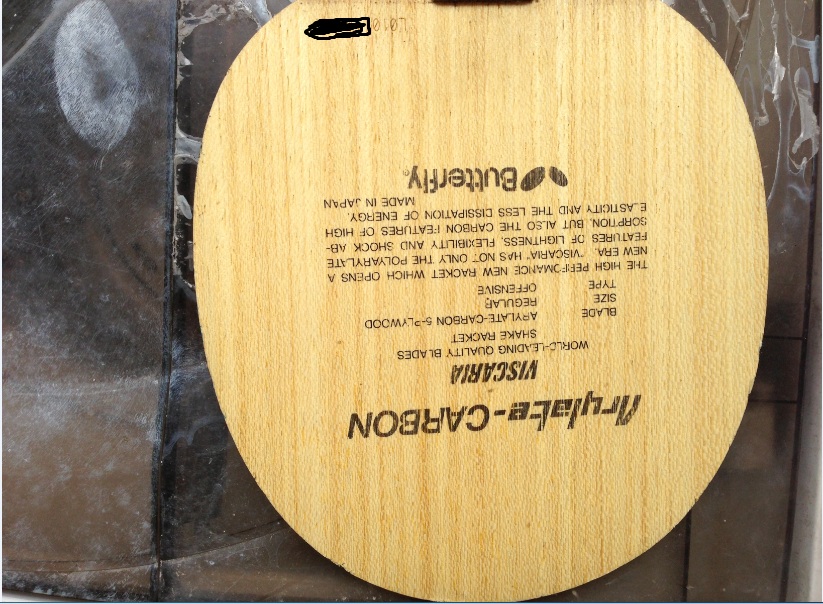 Arylate-CARBON
VISCARIA
WORLD-LEADING QUALITY BLADES
SHAKE RACKET
BLADE ARYLATE-CARBON 5-PLYWOOD
SIZE REGULAR
TYPE OFFENSIVE
THE HIGH PERFOMANCE NEW RACKET WHICH OPENS A
NEW ERA. "VISCARIA" HAS NOT ONLY THE POLYARYLATE
FEATURES OF LIGHTNESS, FLEXIBILITY AND SHOCK AB-
SORPTION, BUT ALSO THE CARBON FEATURES OF HIGH
ELASTICITY AND THE LESS DISSIPATION OF ENERGY.
MADE IN JAPAN
Butterfly